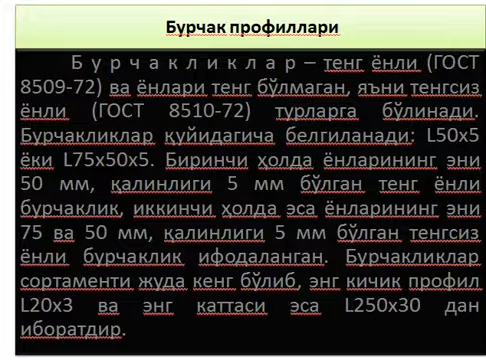 Бурчак профиллари
Б у р ч а к л и к л а р – тенг ёнли (ГОСТ
8509-72) ва ёнлари тенг бўлмаган, яъни тенгсиз
ёнли (ГОСТ 8510-72) турларга бўлинади.
Бурчакликлар қуйидагича белгиланади: L50x5
ёки L75x50x5. Биринчи ҳолда ёнларининг эни
50 мм, қалинлиги 5 мм бўлган тенг ёнли
бурчаклик, иккинчи ҳолда эса ёнларининг эни
75 ва 50 мм, қалинлиги 5 мм бўлган тенгсиз
ёнли бурчаклик ифодаланган. Бурчакликлар
сортаменти жуда кенг бўлиб, энг кичик профил
L20x3 ва энг каттаси эса L250x30 дан
иборатдир.